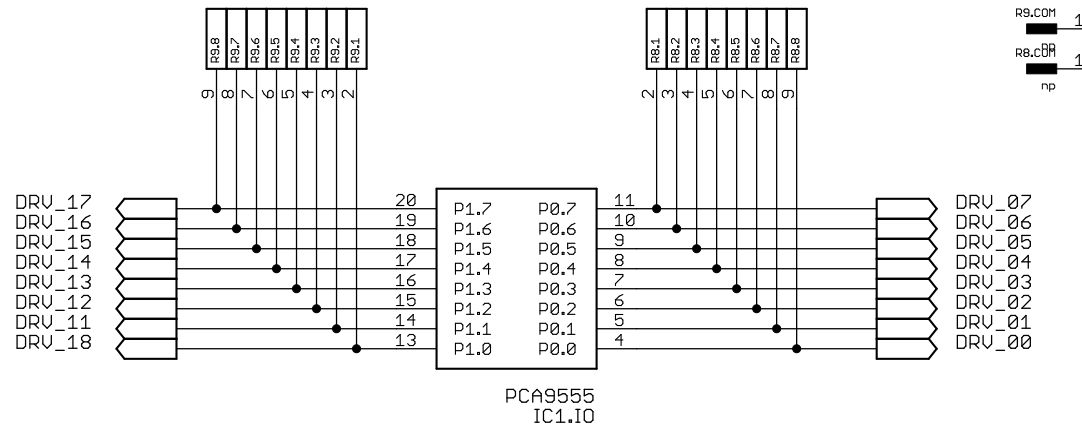 R9.8 R9.7 R9.6 R9.5 R9.4 R9.3 R9.2 R9.1
R8.1 R8.2 R8.3 R8.4 R8.5 R8.6 R8.7 R8.8
R9.COM 1
np
R8.COM 1
np
9 8 7 6 5 4 3 2
2 3 4 5 6 7 8 9
DRV_17 20 P1.7 P0.7 11 DRV_07
DRV_16 19 P1.6 P0.6 10 DRV_06
DRV_15 18 P1.5 P0.5 9 DRV_05
DRV_14 17 P1.4 P0.4 8 DRV_04
DRV_13 16 P1.3 P0.3 7 DRV_03
DRV_12 15 P1.2 P0.2 6 DRV_02
DRV_11 14 P1.1 P0.1 5 DRV_01
DRV_18 13 P1.0 P0.0 4 DRV_00
PCA9555
IC1.IO